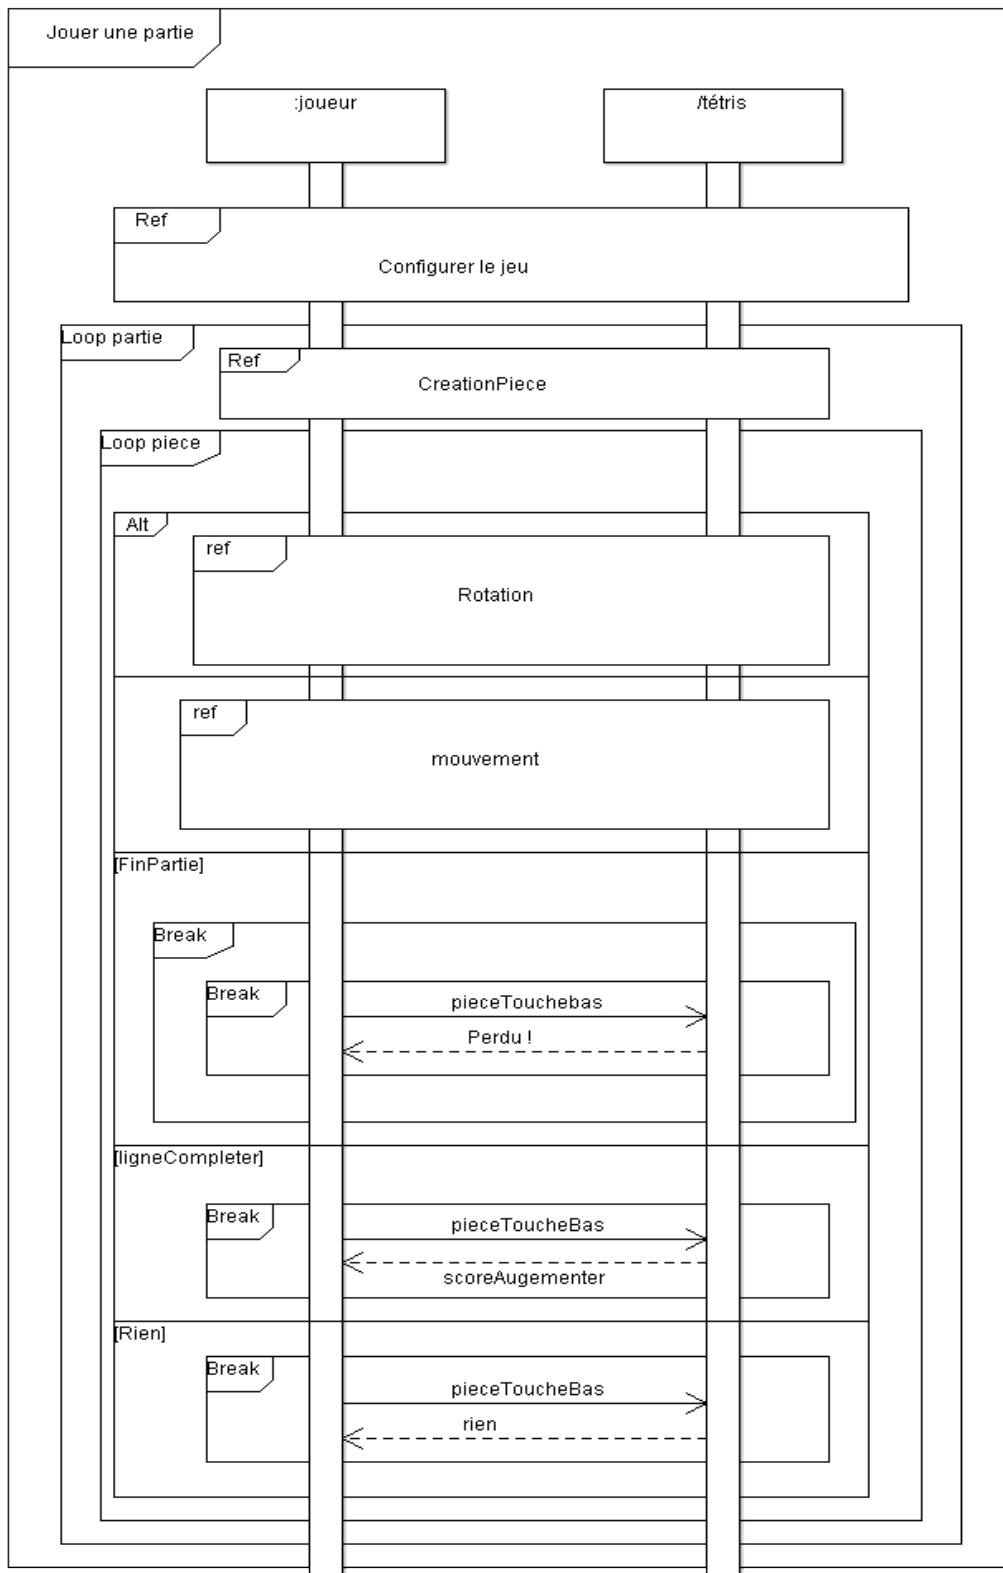 Jouer une partie
:joueur
/tétris
Ref
Configurer le jeu
Loop partie
Ref
CreationPiece
Loop piece
Alt
ref
Rotation
ref
mouvement
[FinPartie]
Break
Break
pieceTouchebas
Perdu !
[ligneCompleter]
Break
pieceToucheBas
scoreAugementer
[Rien]
Break
pieceToucheBas
rien